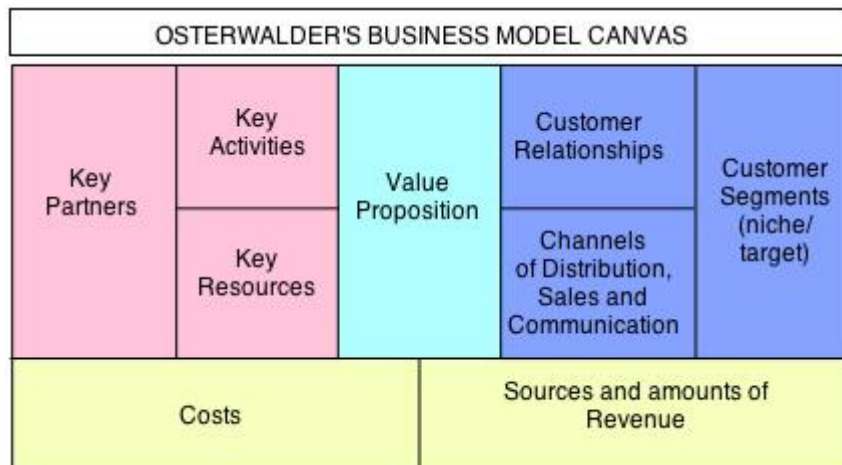 OSTERWALDER'S BUSINESS MODEL CANVAS
Key
Partners
Key
Activities
Key
Resources
Value
Proposition
Customer
Relationships
Channels
of Distribution,
Sales and
Communication
Customer
Segments
(niche/
target)
Costs
Sources and amounts of
Revenue